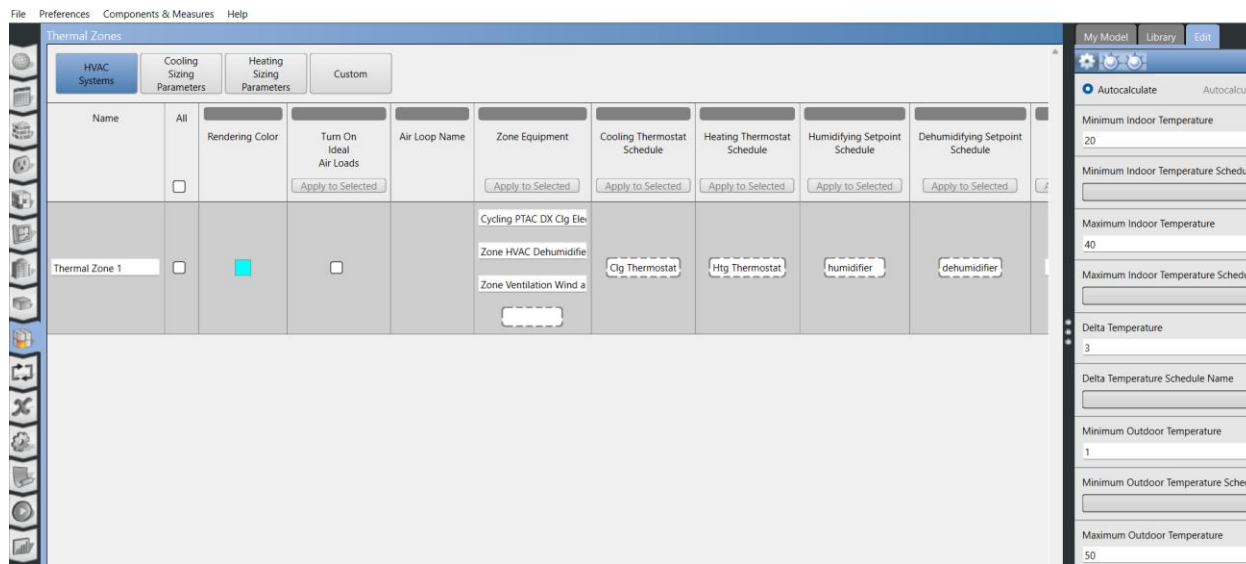 File Preferences Components & Measures Help
Thermal Zones
HVAC
Systems
Cooling
Sizing
Parameters
Heating
Sizing
Parameters
Custom
Name
All
Rendering Color
Turn On
Ideal
Air Loads
Apply to Selected
Air Loop Name
Zone Equipment
Apply to Selected
Cooling Thermostat
Schedule
Apply to Selected
Heating Thermostat
Schedule
Apply to Selected
Humidifying Setpoint
Schedule
Apply to Selected
Dehumidifying Setpoint
Schedule
Apply to Selected
Thermal Zone 1
Cycling PTAC DX Clg Ele
Zone HVAC Dehumidifie
Zone Ventilation Wind a
Clg Thermostat
Htg Thermostat
humidifier
dehumidifier
My Model Library Edit
Autocalculate Autocalcu
Minimum Indoor Temperature
20
Minimum Indoor Temperature Schedu
Maximum Indoor Temperature
40
Maximum Indoor Temperature Schedu
Delta Temperature
3
Delta Temperature Schedule Name
Minimum Outdoor Temperature
1
Minimum Outdoor Temperature Sche
Maximum Outdoor Temperature
50